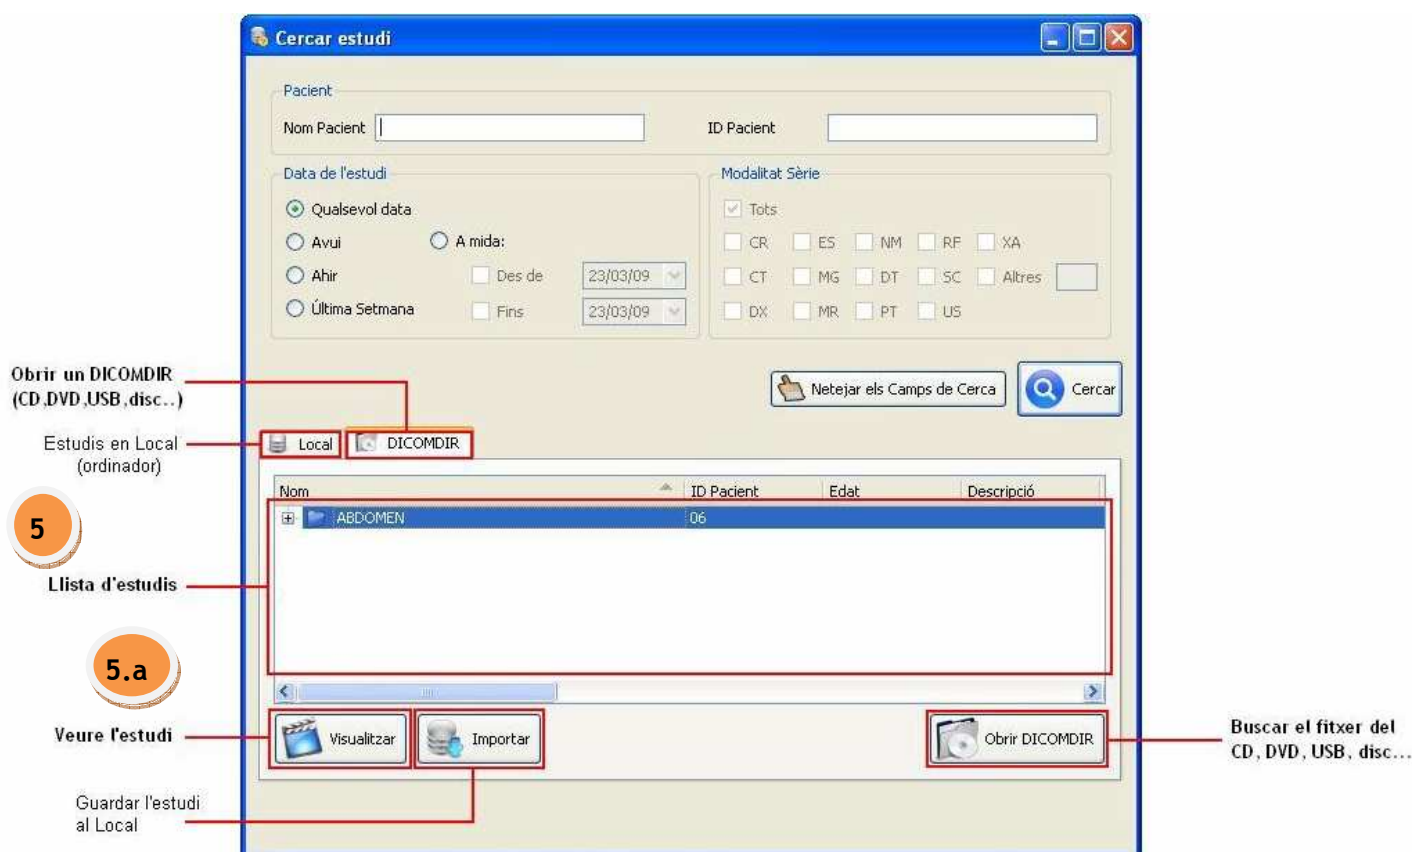 Cercar estudi
Pacient
Nom Pacient
ID Pacient
Data de l'estudi
Qualsevol data
Avui
A mida:
Ahir
Des de
23/03/09
Última Setmana
Fins
23/03/09
Modalitat Sèrie
Tots
CR ES NM RF XA
CT MG DT SC Altres
DX MR PT US
Obrir un DICOMDIR
(CD,DVD,USB,disc..)
Netejar els Camps de Cerca
Cercar
Estudis en Local
(ordinador)
Local
DICOMDIR
Nom ID Pacient Edat Descripció
ABDOMEN 06
5
Llista d'estudis
5.a
Veure l'estudi
Visualitzar
Importar
Obrir DICOMDIR
Buscar el fitxer del
CD, DVD, USB, disc...
Guardar l'estudi
al Local